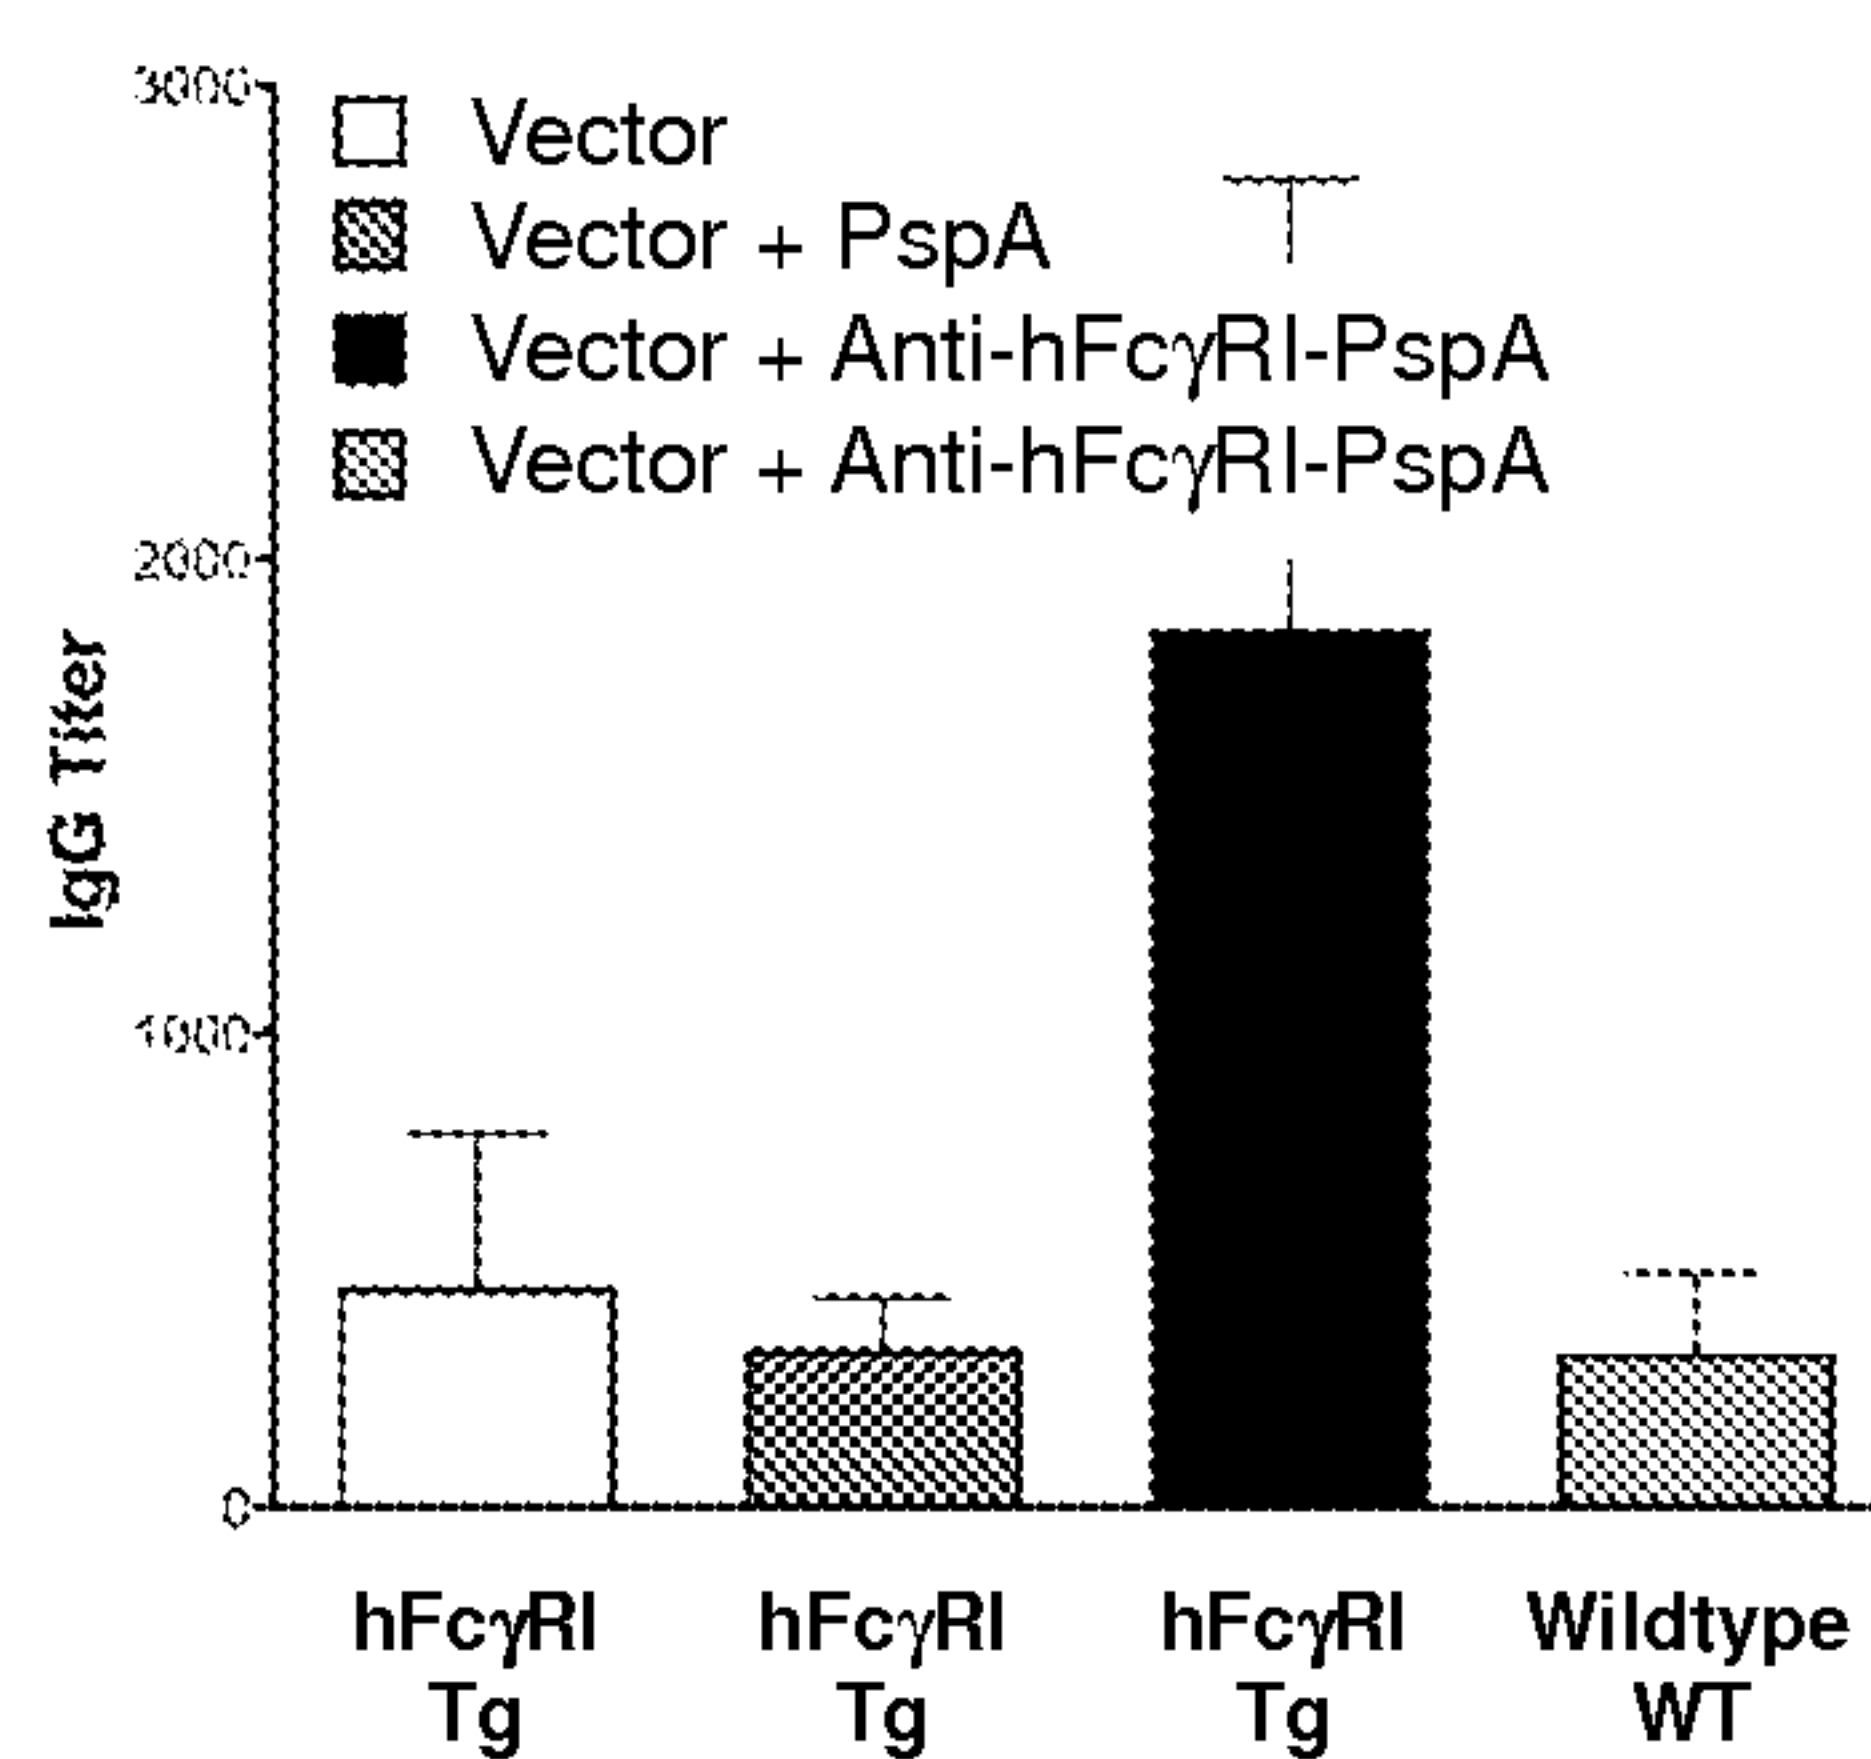 3000
Vector
Vector + PspA
Vector + Anti-hFcγRI-PspA
Vector + Anti-hFcγRI-PspA
2000
IgG Titer
1000
0
hFcγRI Tg
hFcγRI Tg
hFcγRI Tg
Wildtype WT